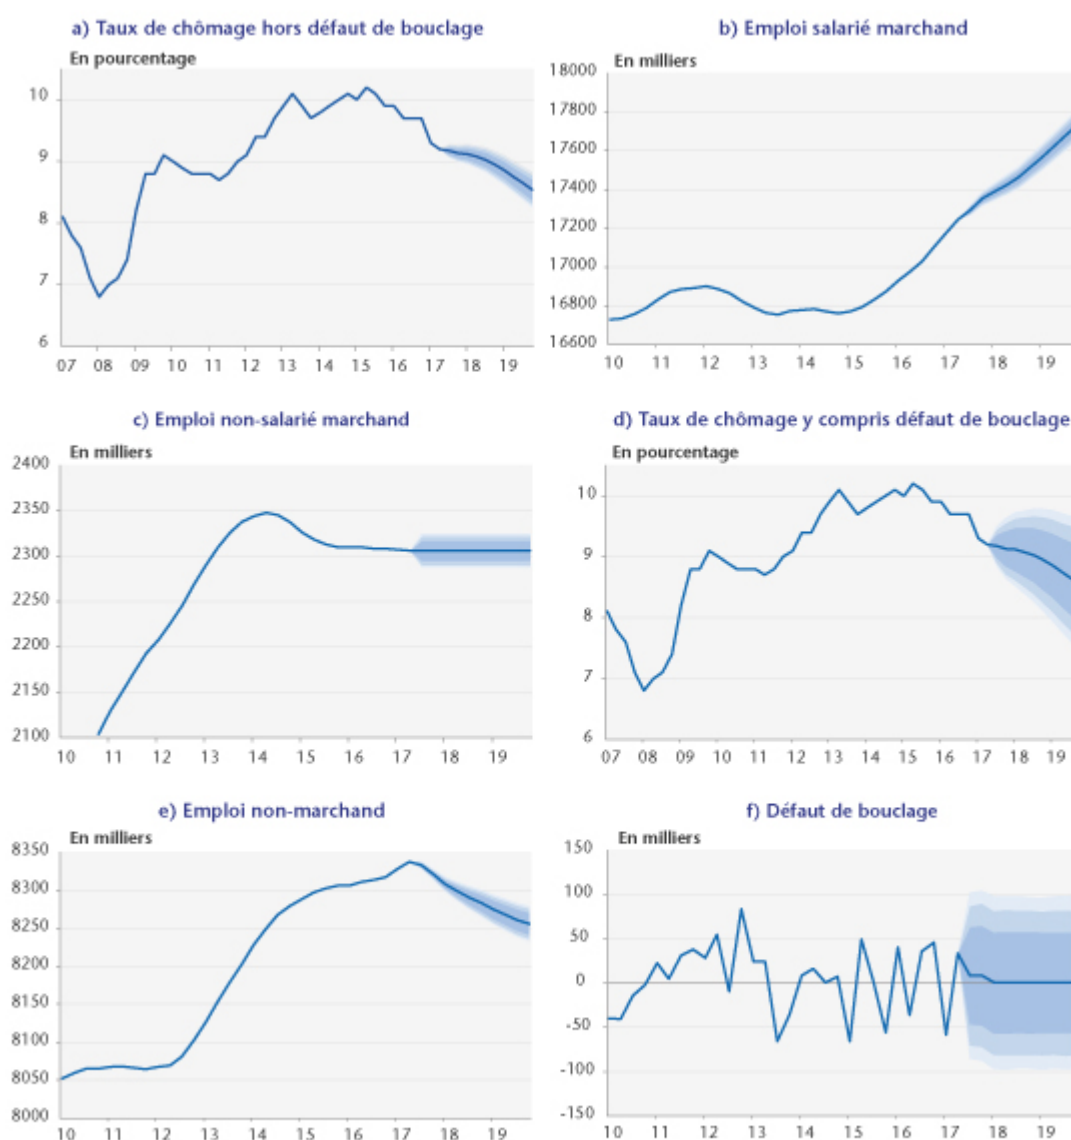 a) Taux de chômage hors défaut de bouclage
En pourcentage
10
9
8
7
6
07 08 09 10 11 12 13 14 15 16 17 18 19
b) Emploi salarié marchand
En milliers
18000
17800
17600
17400
17200
17000
16800
16600
10 11 12 13 14 15 16 17 18 19
c) Emploi non-salarié marchand
En milliers
2400
2350
2300
2250
2200
2150
2100
10 11 12 13 14 15 16 17 18 19
d) Taux de chômage y compris défaut de bouclage
En pourcentage
10
9
8
7
6
07 08 09 10 11 12 13 14 15 16 17 18 19
e) Emploi non-marchand
En milliers
8350
8300
8250
8200
8150
8100
8050
8000
10 11 12 13 14 15 16 17 18 19
f) Défaut de bouclage
En milliers
150
100
50
0
-50
-100
-150
10 11 12 13 14 15 16 17 18 19